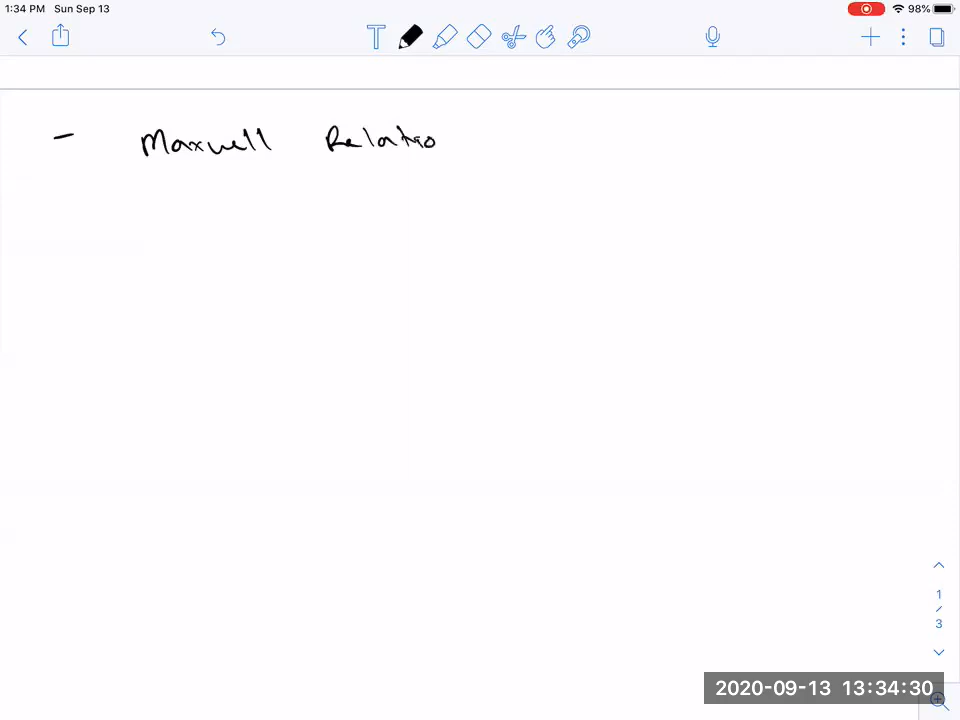 1:34 PM Sun Sep 13 98%
T
- Maxwell Relatio
1
/
3
2020-09-13 13:34:30